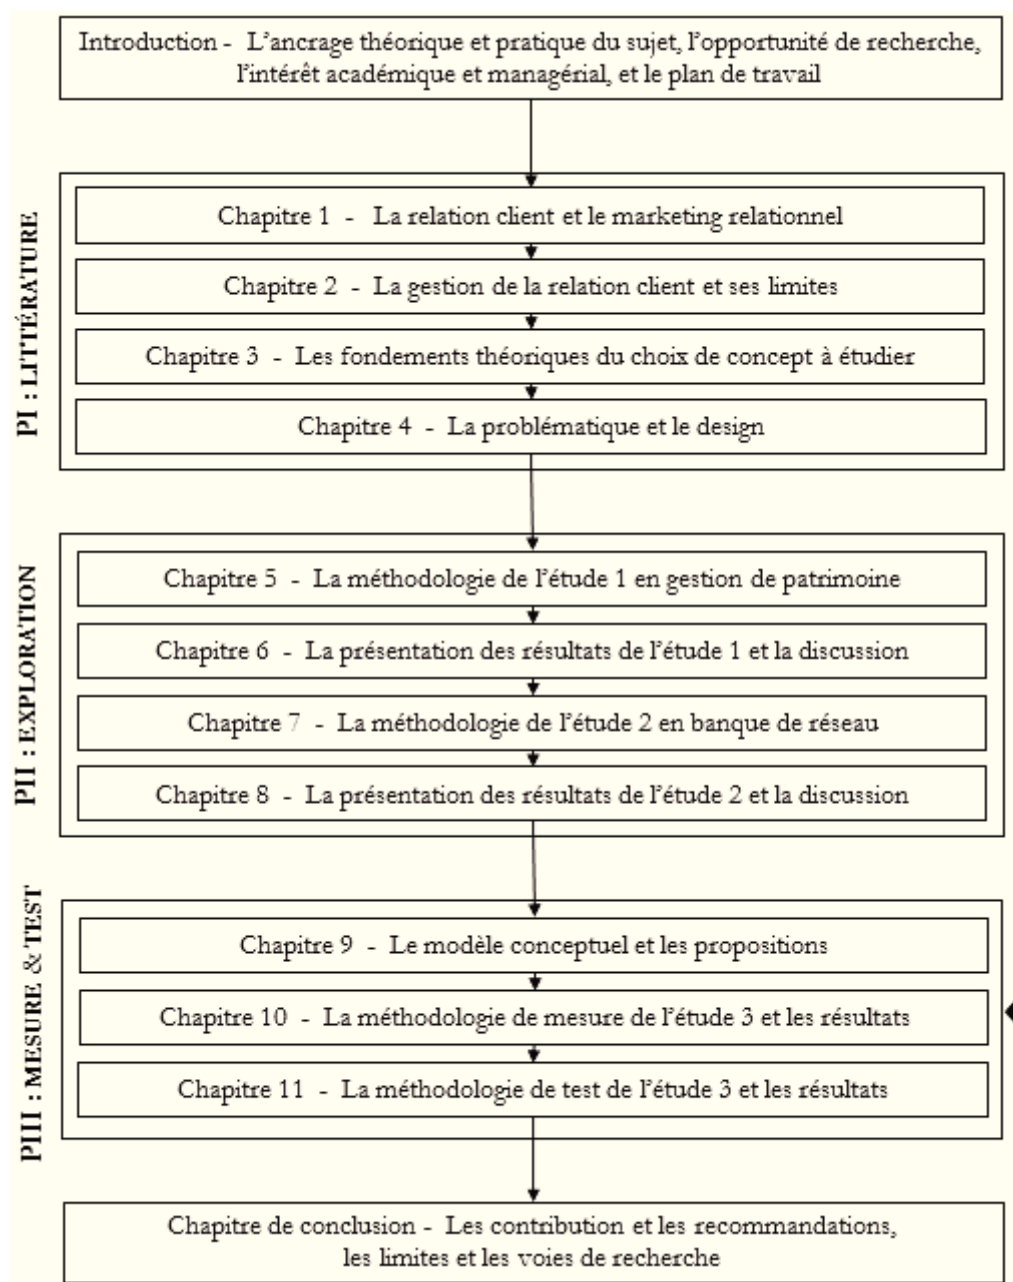 Introduction - L'ancrage théorique et pratique du sujet, l'opportunité de recherche,
l'intérêt académique et managérial, et le plan de travail
PI : LITTÉRATURE
Chapitre 1 - La relation client et le marketing relationnel
Chapitre 2 - La gestion de la relation client et ses limites
Chapitre 3 - Les fondements théoriques du choix de concept à étudier
Chapitre 4 - La problématique et le design
PII : EXPLORATION
Chapitre 5 - La méthodologie de l'étude 1 en gestion de patrimoine
Chapitre 6 - La présentation des résultats de l'étude 1 et la discussion
Chapitre 7 - La méthodologie de l'étude 2 en banque de réseau
Chapitre 8 - La présentation des résultats de l'étude 2 et la discussion
PIII : MESURE & TEST
Chapitre 9 - Le modèle conceptuel et les propositions
Chapitre 10 - La méthodologie de mesure de l'étude 3 et les résultats
Chapitre 11 - La méthodologie de test de l'étude 3 et les résultats
Chapitre de conclusion - Les contribution et les recommandations,
les limites et les voies de recherche